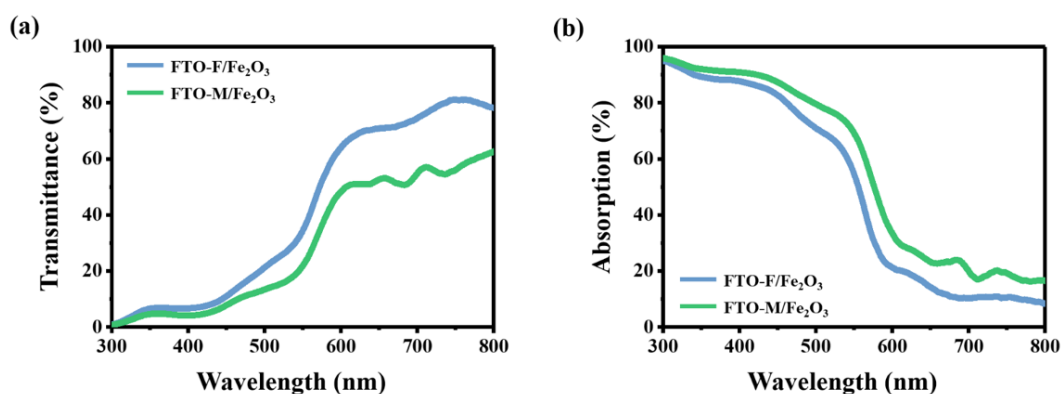 (a)
100
80
60
40
20
0
Transmittance (%)
FTO-F/Fe₂O₃
FTO-M/Fe₂O₃
300 400 500 600 700 800
Wavelength (nm)
(b)
100
80
60
40
20
0
Absorption (%)
FTO-F/Fe₂O₃
FTO-M/Fe₂O₃
300 400 500 600 700 800
Wavelength (nm)